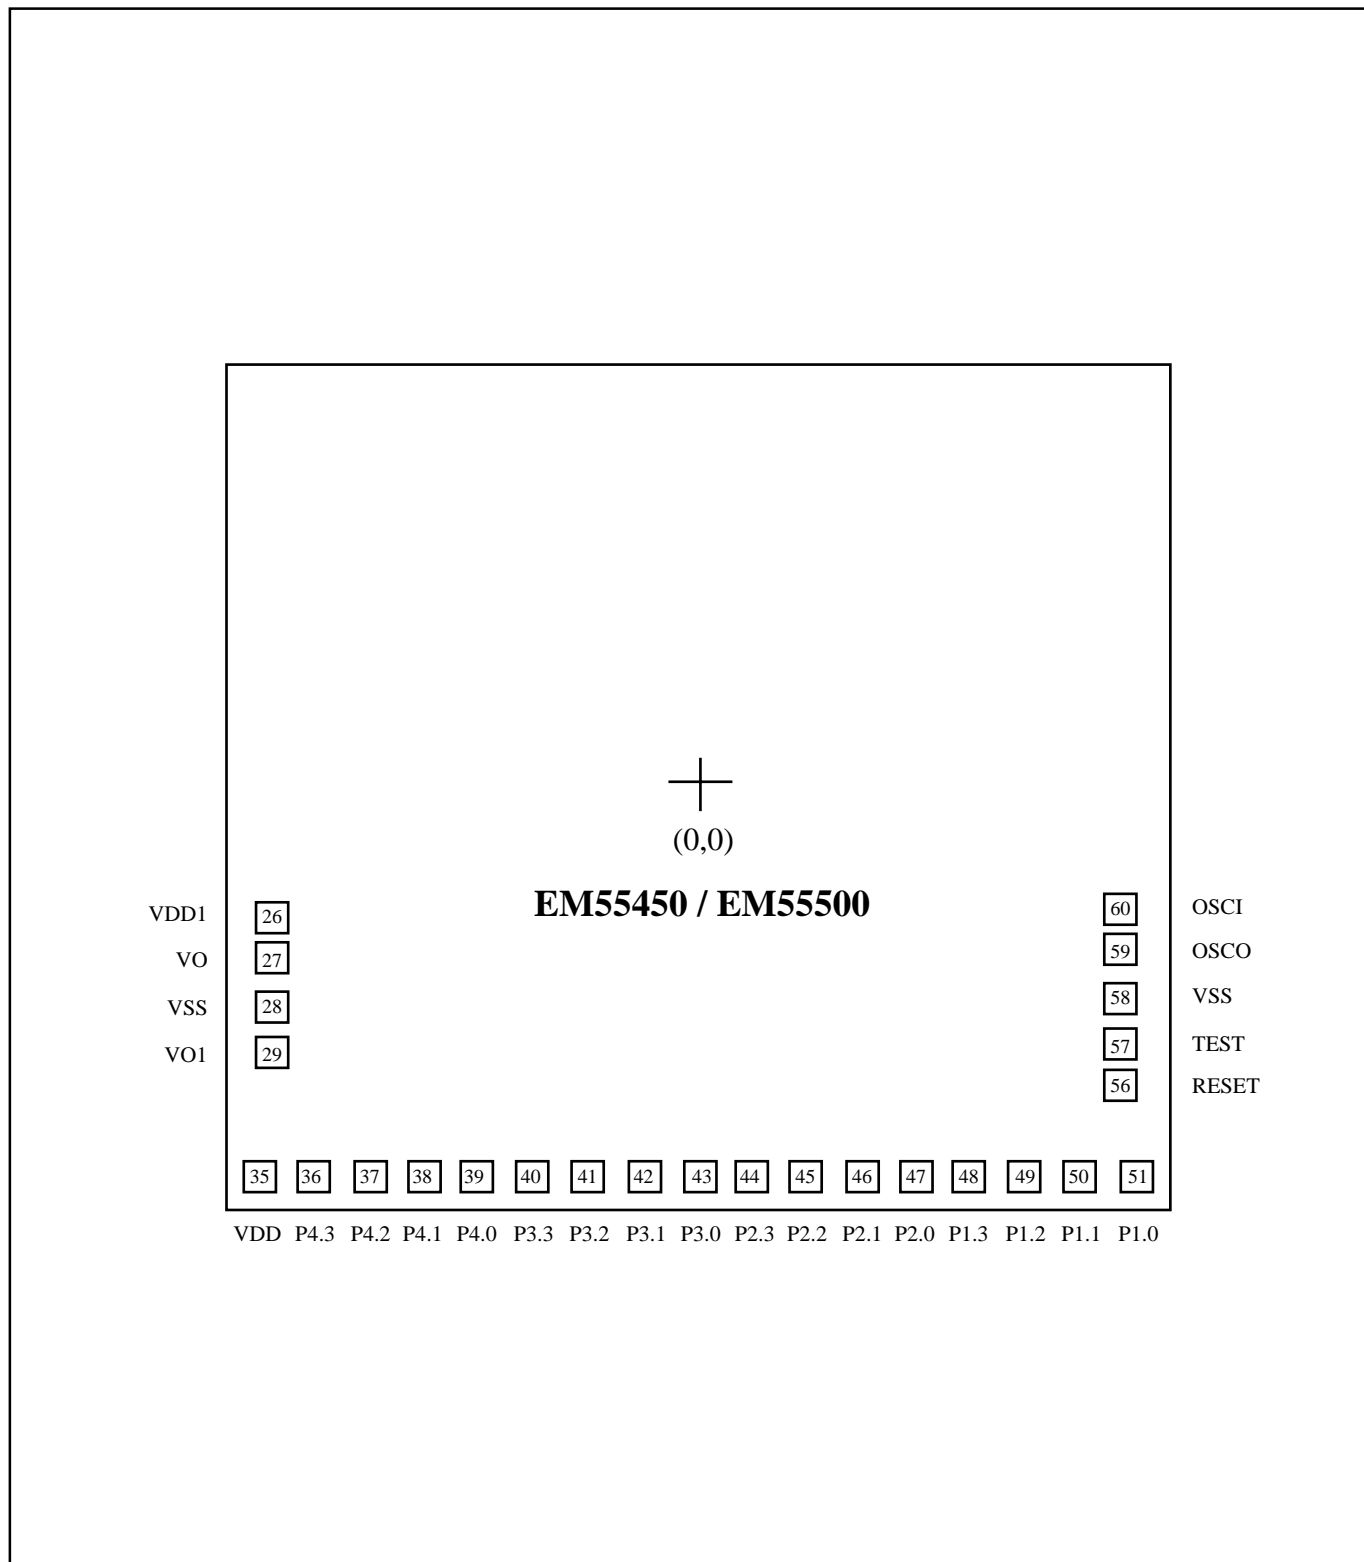 (0,0)
EM55450 / EM55500
VDD1 26 60 OSCI
VO 27 59 OSCO
VSS 28 58 VSS
VO1 29 57 TEST
56 RESET
35 36 37 38 39 40 41 42 43 44 45 46 47 48 49 50 51
VDD P4.3 P4.2 P4.1 P4.0 P3.3 P3.2 P3.1 P3.0 P2.3 P2.2 P2.1 P2.0 P1.3 P1.2 P1.1 P1.0